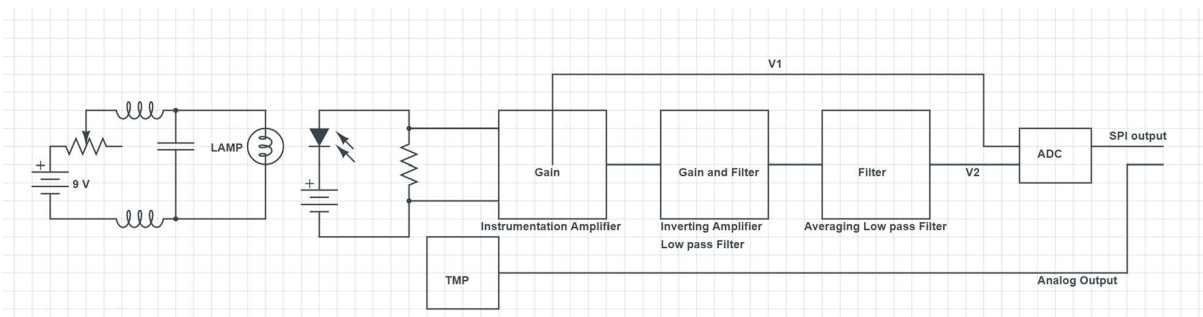 V1
SPI output
LAMP
ADC
+
9 V
+
Gain
Gain and Filter
Filter
V2
Instrumentation Amplifier
Inverting Amplifier
Low pass Filter
Averaging Low pass Filter
TMP
Analog Output